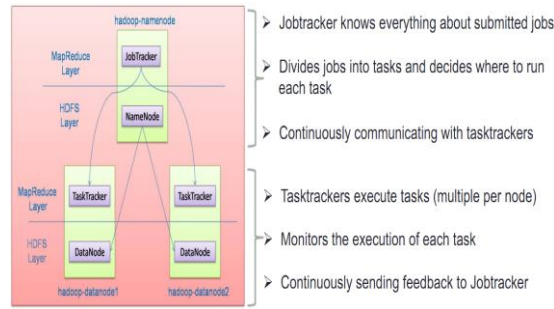 hadoop-namenode
MapReduce
Layer
JobTracker
HDFS
Layer
NameNode
MapReduce
Layer
TaskTracker
TaskTracker
HDFS
Layer
DataNode
DataNode
hadoop-datanode1
hadoop-datanode2
➢ Jobtracker knows everything about submitted jobs
➢ Divides jobs into tasks and decides where to run
each task
➢ Continuously communicating with tasktrackers
➢ Tasktrackers execute tasks (multiple per node)
➢ Monitors the execution of each task
➢ Continuously sending feedback to Jobtracker